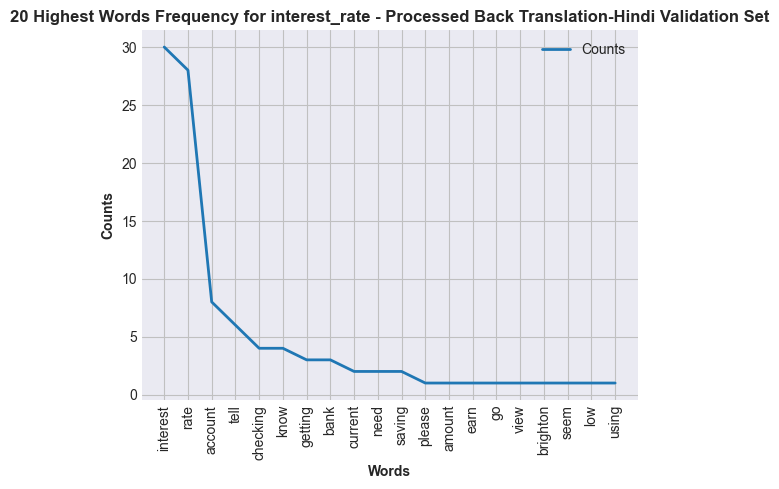 20 Highest Words Frequency for interest_rate - Processed Back Translation-Hindi Validation Set
Counts
30
25
20
15
10
5
0
Counts
interest
rate
account
tell
checking
know
getting
bank
current
need
saving
please
amount
earn
go
view
brighton
seem
low
using
Words